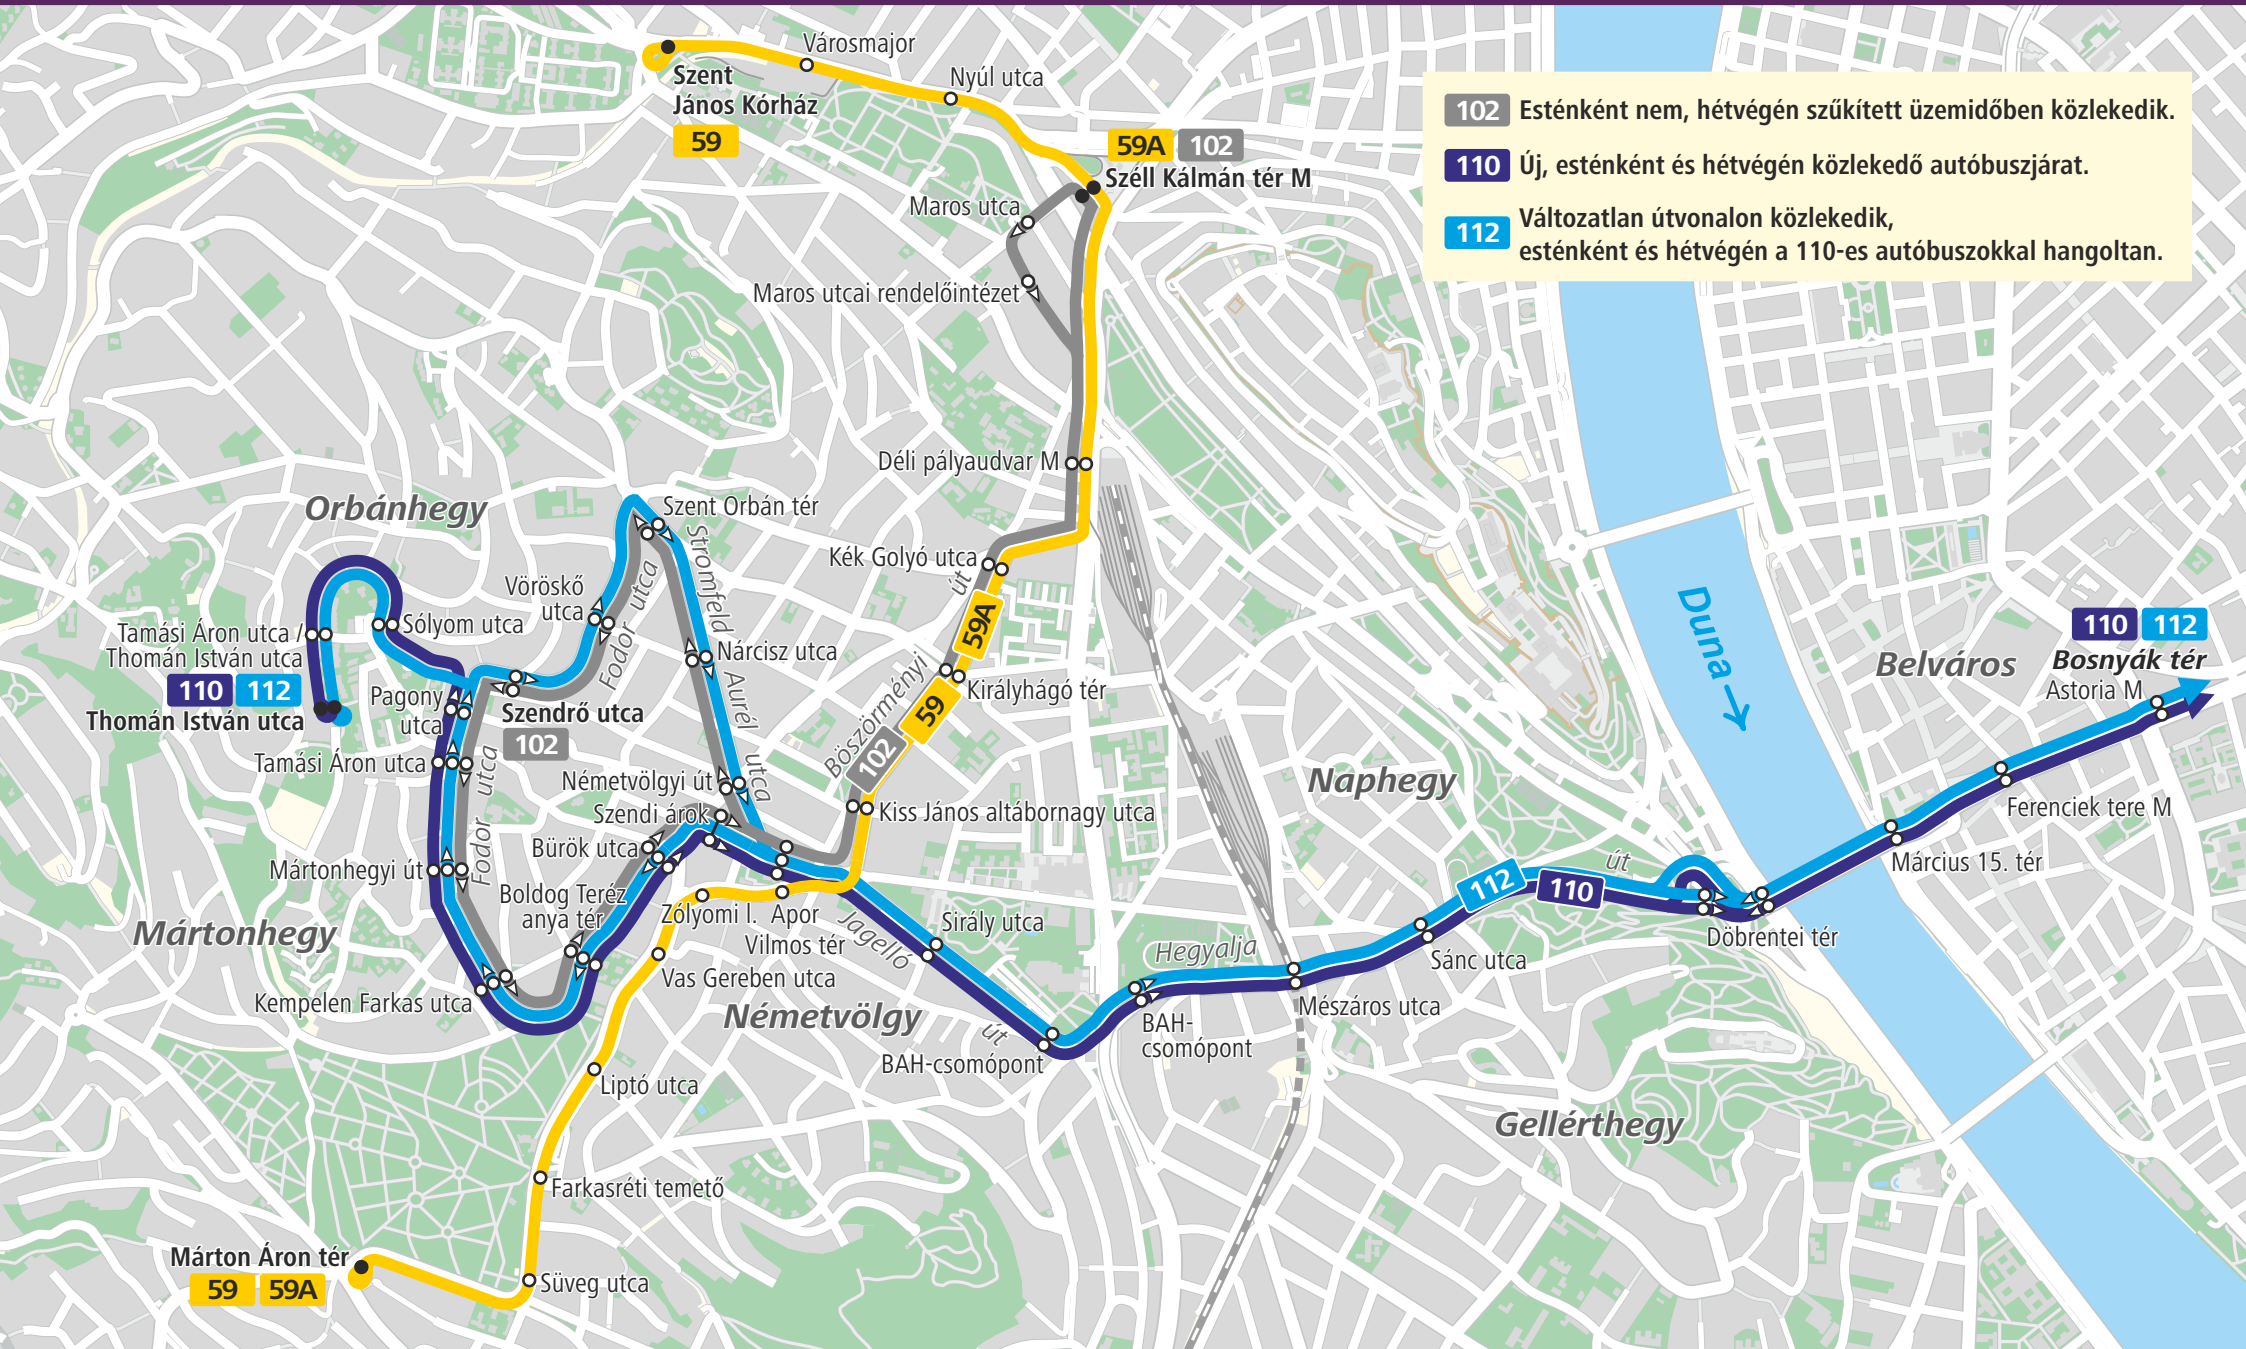 Városmajor
Szent
János Kórház
59
Nyúl utca
59A 102
Széll Kálmán tér M
102 Esténként nem, hétvégén szűkített üzemidőben közlekedik.
110 Új, esténként és hétvégén közlekedő autóbuszjárat.
112 Változatlan útvonalon közlekedik,
esténként és hétvégén a 110-es autóbuszokkal hangoltan.
Maros utca
Maros utcai rendelőintézet
Déli pályaudvar M
Orbánhegy
Szent Orbán tér
Stromfeld Aurél utca
Kék Golyó utca
Vöröskő
utca
Fodor utca
Böszörményi út
59A
59
102
Tamási Áron utca /
Thomán István utca
110 112
Thomán István utca
Sólyom utca
Nárcisz utca
Királyhágó tér
Pagony
utca
Szendrő utca
102
Tamási Áron utca
Fodor utca
Németvölgyi út
Szendi árok
Kiss János altábornagy utca
Bürök utca
Mártonhegyi út
Boldog Teréz
anya tér
Zólyomi l.
Apor
Vilmos tér
Mártonhegy
Kempelen Farkas utca
Vas Gereben utca
Németvölgy
Jagelló út
Sirály utca
BAH-csomópont
BAH-
csomópont
Hegyalja út
Mészáros utca
Sánc utca
112
110
Naphegy
Döbrentei tér
Duna
Március 15. tér
Ferenciek tere M
Belváros
110 112
Bosnyák tér
Astoria M
Gellérthegy
Liptó utca
Farkasréti temető
Süveg utca
Márton Áron tér
59 59A